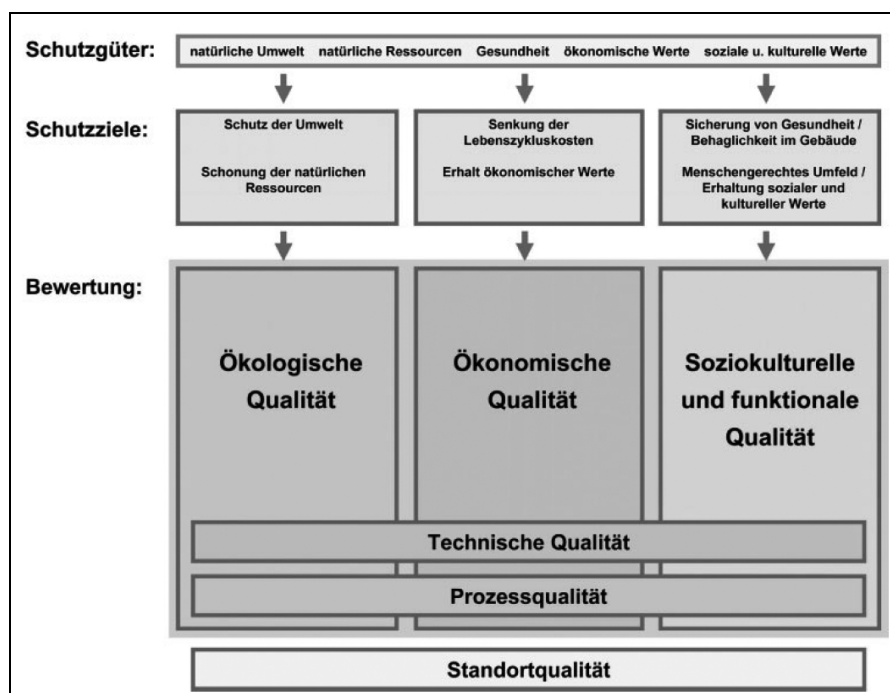 Schutzgüter:
natürliche Umwelt natürliche Ressourcen Gesundheit ökonomische Werte soziale u. kulturelle Werte
Schutzziele:
Schutz der Umwelt
Schonung der natürlichen
Ressourcen
Senkung der
Lebenszykluskosten
Erhalt ökonomischer Werte
Sicherung von Gesundheit /
Behaglichkeit im Gebäude
Menschengerechtes Umfeld /
Erhaltung sozialer und
kultureller Werte
Bewertung:
Ökologische
Qualität
Ökonomische
Qualität
Soziokulturelle
und funktionale
Qualität
Technische Qualität
Prozessqualität
Standortqualität